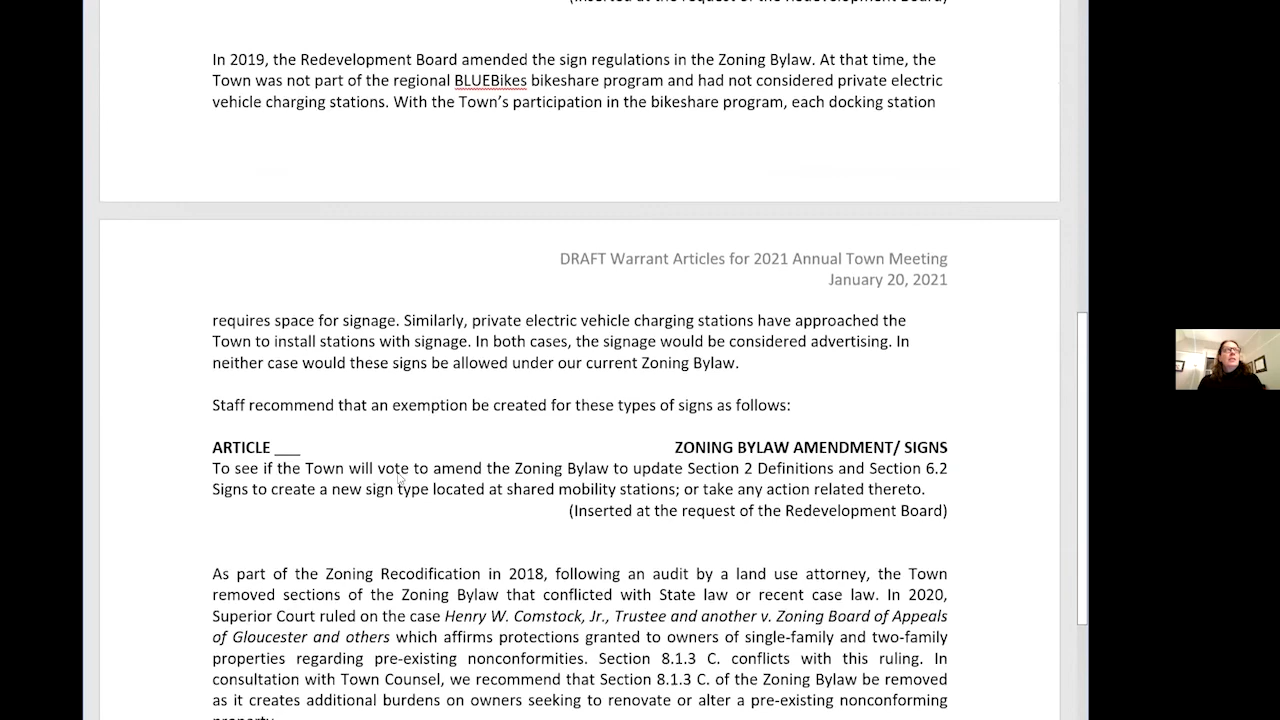 (Inserted at the request of the Redevelopment Board)
In 2019, the Redevelopment Board amended the sign regulations in the Zoning Bylaw. At that time, the
Town was not part of the regional BLUEBikes bikeshare program and had not considered private electric
vehicle charging stations. With the Town’s participation in the bikeshare program, each docking station
DRAFT Warrant Articles for 2021 Annual Town Meeting
January 20, 2021
requires space for signage. Similarly, private electric vehicle charging stations have approached the
Town to install stations with signage. In both cases, the signage would be considered advertising. In
neither case would these signs be allowed under our current Zoning Bylaw.
Staff recommend that an exemption be created for these types of signs as follows:
ARTICLE ___ ZONING BYLAW AMENDMENT/ SIGNS
To see if the Town will vote to amend the Zoning Bylaw to update Section 2 Definitions and Section 6.2
Signs to create a new sign type located at shared mobility stations; or take any action related thereto.
(Inserted at the request of the Redevelopment Board)
As part of the Zoning Recodification in 2018, following an audit by a land use attorney, the Town
removed sections of the Zoning Bylaw that conflicted with State law or recent case law. In 2020,
Superior Court ruled on the case Henry W. Comstock, Jr., Trustee and another v. Zoning Board of Appeals
of Gloucester and others which affirms protections granted to owners of single-family and two-family
properties regarding pre-existing nonconformities. Section 8.1.3 C. conflicts with this ruling. In
consultation with Town Counsel, we recommend that Section 8.1.3 C. of the Zoning Bylaw be removed
as it creates additional burdens on owners seeking to renovate or alter a pre-existing nonconforming
property.